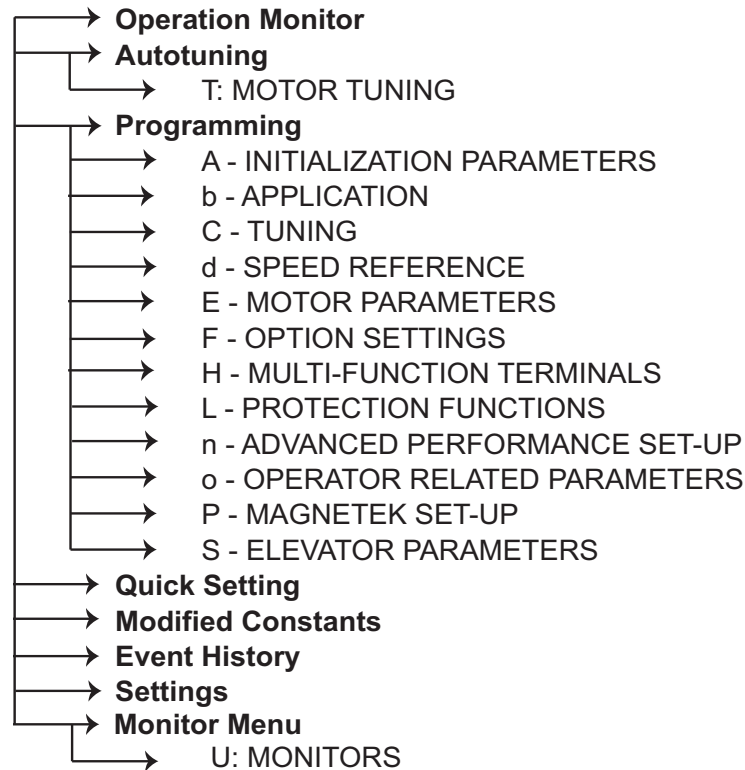 Operation Monitor
Autotuning
T: MOTOR TUNING
Programming
A - INITIALIZATION PARAMETERS
b - APPLICATION
C - TUNING
d - SPEED REFERENCE
E - MOTOR PARAMETERS
F - OPTION SETTINGS
H - MULTI-FUNCTION TERMINALS
L - PROTECTION FUNCTIONS
n - ADVANCED PERFORMANCE SET-UP
o - OPERATOR RELATED PARAMETERS
P - MAGNETEK SET-UP
S - ELEVATOR PARAMETERS
Quick Setting
Modified Constants
Event History
Settings
Monitor Menu
U: MONITORS